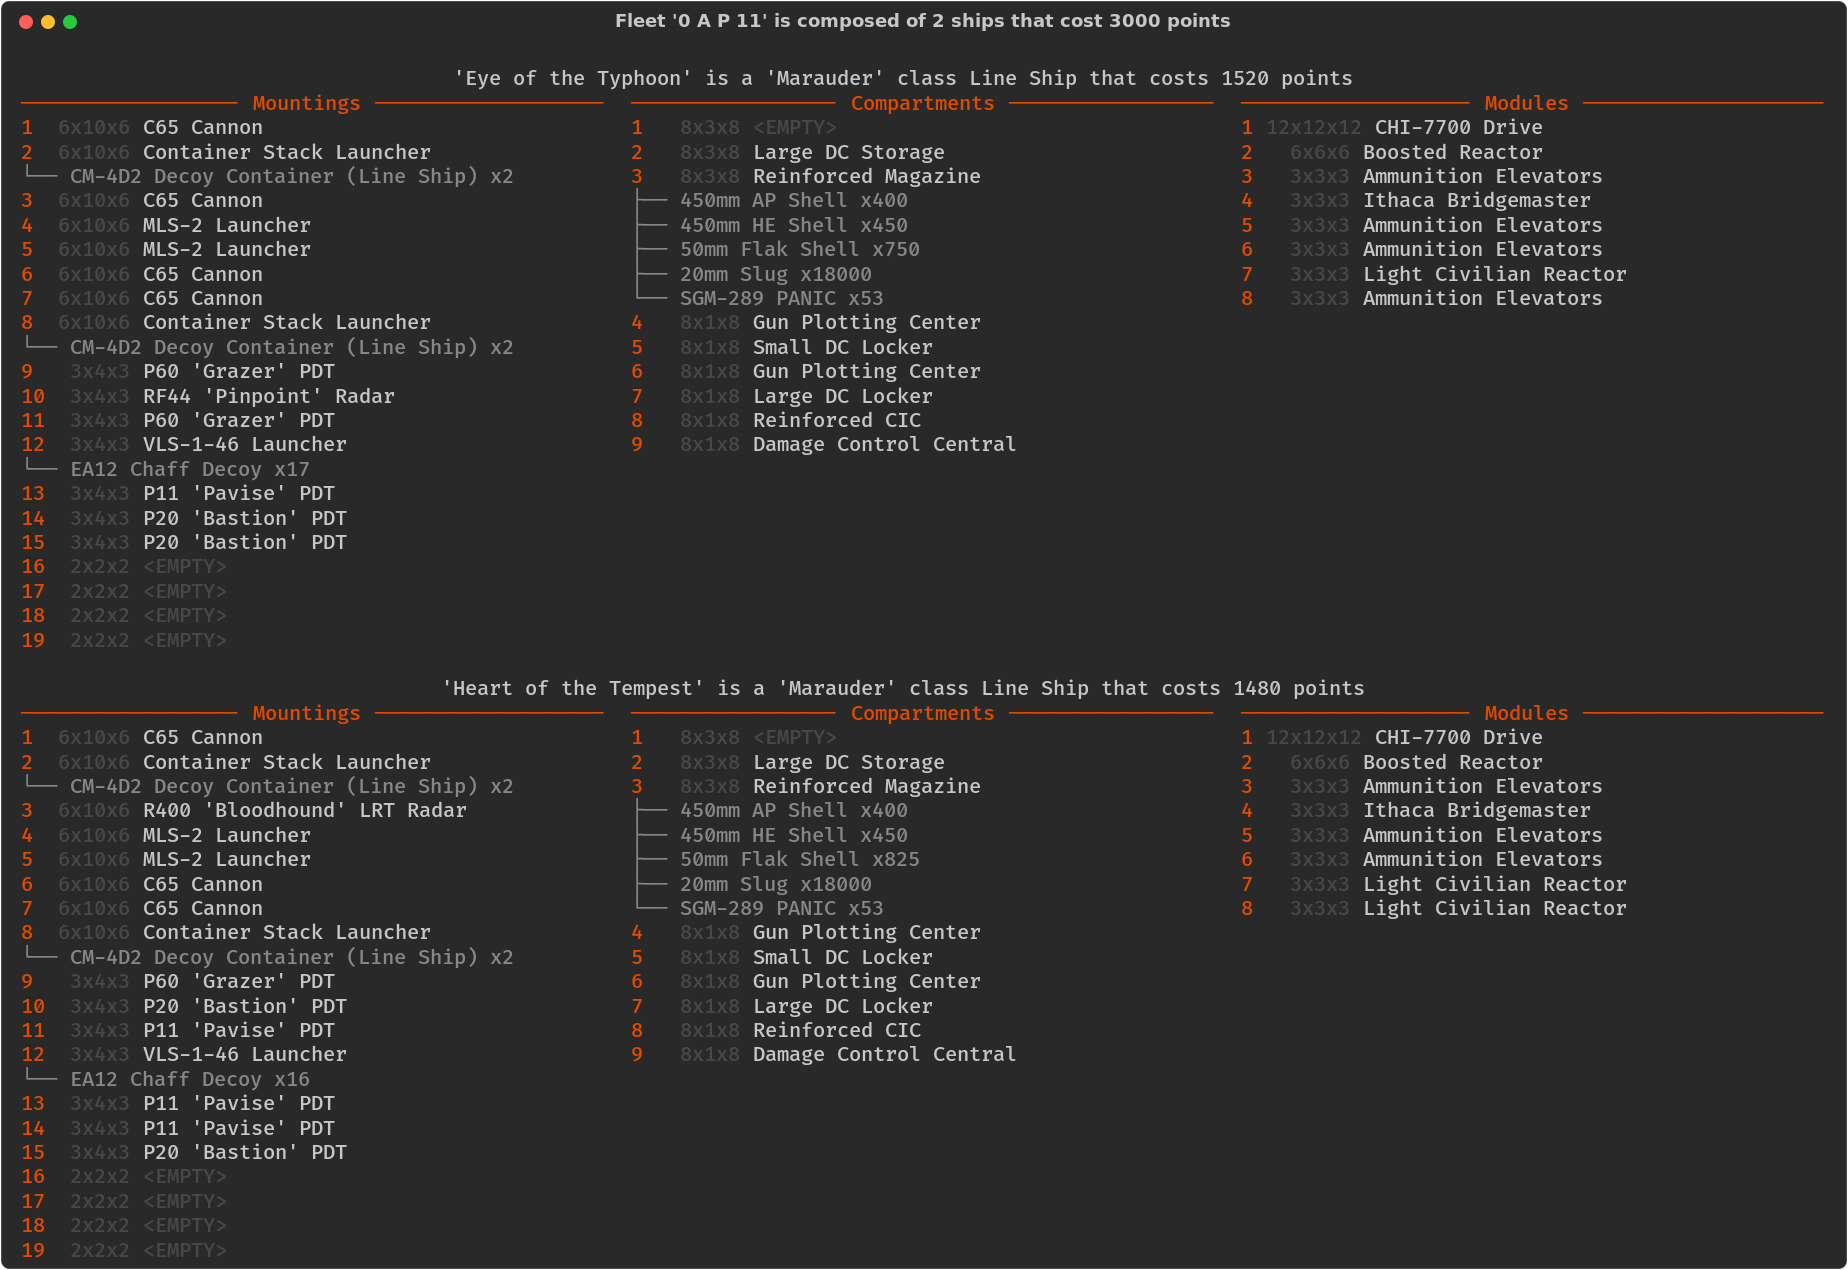 Fleet '0 A P 11' is composed of 2 ships that cost 3000 points
'Eye of the Typhoon' is a 'Marauder' class Line Ship that costs 1520 points
Mountings
1 6x10x6 C65 Cannon
2 6x10x6 Container Stack Launcher
└── CM-4D2 Decoy Container (Line Ship) x2
3 6x10x6 C65 Cannon
4 6x10x6 MLS-2 Launcher
5 6x10x6 MLS-2 Launcher
6 6x10x6 C65 Cannon
7 6x10x6 C65 Cannon
8 6x10x6 Container Stack Launcher
└── CM-4D2 Decoy Container (Line Ship) x2
9 3x4x3 P60 'Grazer' PDT
10 3x4x3 RF44 'Pinpoint' Radar
11 3x4x3 P60 'Grazer' PDT
12 3x4x3 VLS-1-46 Launcher
└── EA12 Chaff Decoy x17
13 3x4x3 P11 'Pavise' PDT
14 3x4x3 P20 'Bastion' PDT
15 3x4x3 P20 'Bastion' PDT
16 2x2x2 <EMPTY>
17 2x2x2 <EMPTY>
18 2x2x2 <EMPTY>
19 2x2x2 <EMPTY>
Compartments
1 8x3x8 <EMPTY>
2 8x3x8 Large DC Storage
3 8x3x8 Reinforced Magazine
├── 450mm AP Shell x400
├── 450mm HE Shell x450
├── 50mm Flak Shell x750
├── 20mm Slug x18000
└── SGM-289 PANIC x53
4 8x1x8 Gun Plotting Center
5 8x1x8 Small DC Locker
6 8x1x8 Gun Plotting Center
7 8x1x8 Large DC Locker
8 8x1x8 Reinforced CIC
9 8x1x8 Damage Control Central
Modules
1 12x12x12 CHI-7700 Drive
2 6x6x6 Boosted Reactor
3 3x3x3 Ammunition Elevators
4 3x3x3 Ithaca Bridgemaster
5 3x3x3 Ammunition Elevators
6 3x3x3 Ammunition Elevators
7 3x3x3 Light Civilian Reactor
8 3x3x3 Ammunition Elevators
'Heart of the Tempest' is a 'Marauder' class Line Ship that costs 1480 points
Mountings
1 6x10x6 C65 Cannon
2 6x10x6 Container Stack Launcher
└── CM-4D2 Decoy Container (Line Ship) x2
3 6x10x6 R400 'Bloodhound' LRT Radar
4 6x10x6 MLS-2 Launcher
5 6x10x6 MLS-2 Launcher
6 6x10x6 C65 Cannon
7 6x10x6 C65 Cannon
8 6x10x6 Container Stack Launcher
└── CM-4D2 Decoy Container (Line Ship) x2
9 3x4x3 P60 'Grazer' PDT
10 3x4x3 P20 'Bastion' PDT
11 3x4x3 P11 'Pavise' PDT
12 3x4x3 VLS-1-46 Launcher
└── EA12 Chaff Decoy x16
13 3x4x3 P11 'Pavise' PDT
14 3x4x3 P11 'Pavise' PDT
15 3x4x3 P20 'Bastion' PDT
16 2x2x2 <EMPTY>
17 2x2x2 <EMPTY>
18 2x2x2 <EMPTY>
19 2x2x2 <EMPTY>
Compartments
1 8x3x8 <EMPTY>
2 8x3x8 Large DC Storage
3 8x3x8 Reinforced Magazine
├── 450mm AP Shell x400
├── 450mm HE Shell x450
├── 50mm Flak Shell x825
├── 20mm Slug x18000
└── SGM-289 PANIC x53
4 8x1x8 Gun Plotting Center
5 8x1x8 Small DC Locker
6 8x1x8 Gun Plotting Center
7 8x1x8 Large DC Locker
8 8x1x8 Reinforced CIC
9 8x1x8 Damage Control Central
Modules
1 12x12x12 CHI-7700 Drive
2 6x6x6 Boosted Reactor
3 3x3x3 Ammunition Elevators
4 3x3x3 Ithaca Bridgemaster
5 3x3x3 Ammunition Elevators
6 3x3x3 Ammunition Elevators
7 3x3x3 Light Civilian Reactor
8 3x3x3 Light Civilian Reactor